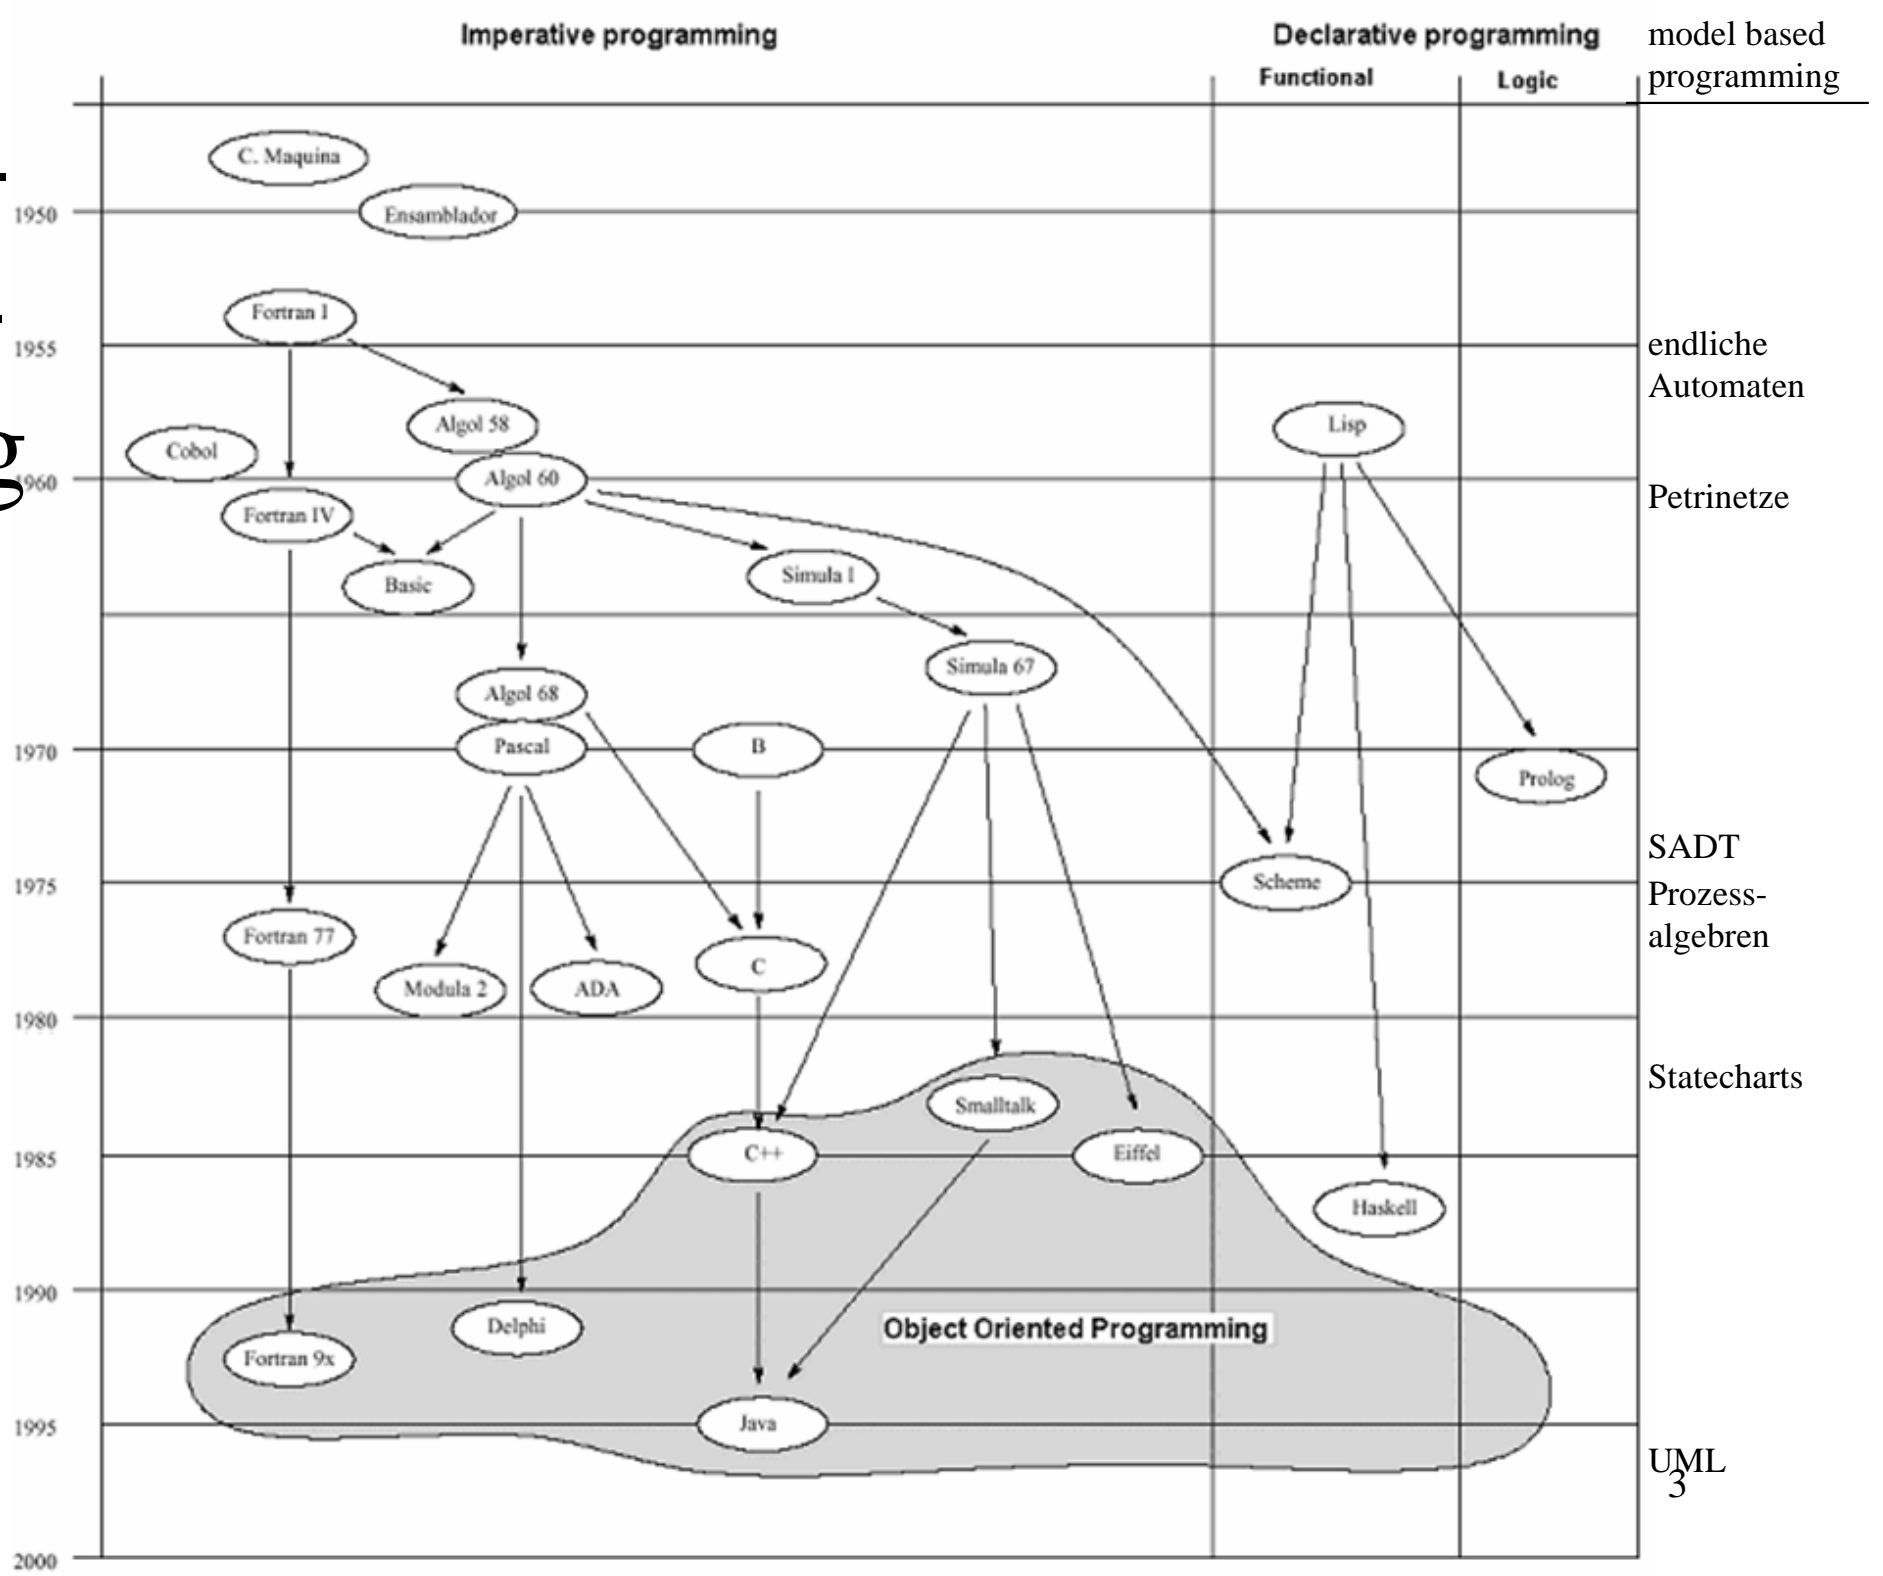 Imperative programming
Declarative programming
model based
programming
Functional
Logic
C. Maquina
1950
Ensamblador
Fortran I
1955
endliche
Automaten
Algol 58
Lisp
Cobol
g
1960
Algol 60
Petrinetze
Fortran IV
Basic
Simula I
Simula 67
Algol 68
1970
Pascal
B
Prolog
SADT
1975
Scheme
Prozess-
algebren
Fortran 77
C
Modula 2
ADA
1980
Statecharts
Smalltalk
1985
C++
Eiffel
Haskell
1990
Delphi
Object Oriented Programming
Fortran 9x
1995
Java
UML
3
2000